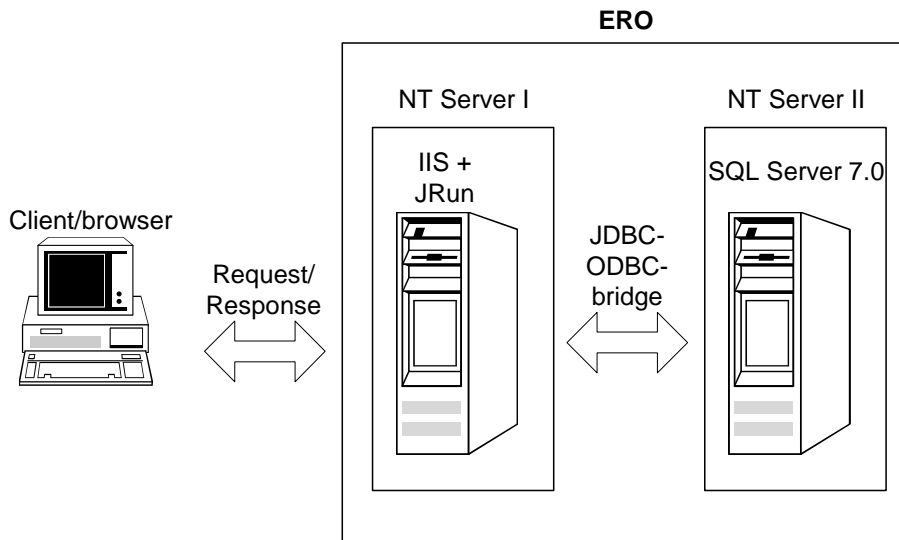 ERO
NT Server I
NT Server II
IIS +
JRun
SQL Server 7.0
Client/browser
Request/
Response
JDBC-
ODBC-
bridge